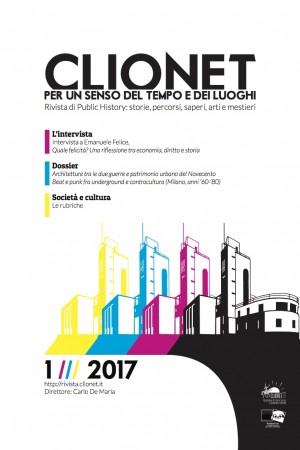 CLIONET
PER UN SENSO DEL TEMPO E DEI LUOGHI
Rivista di Public History: storie, percorsi, saperi, arti e mestieri
L'intervista
Intervista a Emanuele Felice,
Quale felicità? Una riflessione tra economia, diritto e storia
Dossier
Architetture tra le due guerre e patrimonio urbano del Novecento
Beat e punk fra underground e controcultura (Milano, anni '60-'80)
Società e cultura
Le rubriche
1 /// 2017
http://rivista.clionet.it
Direttore: Carlo De Maria